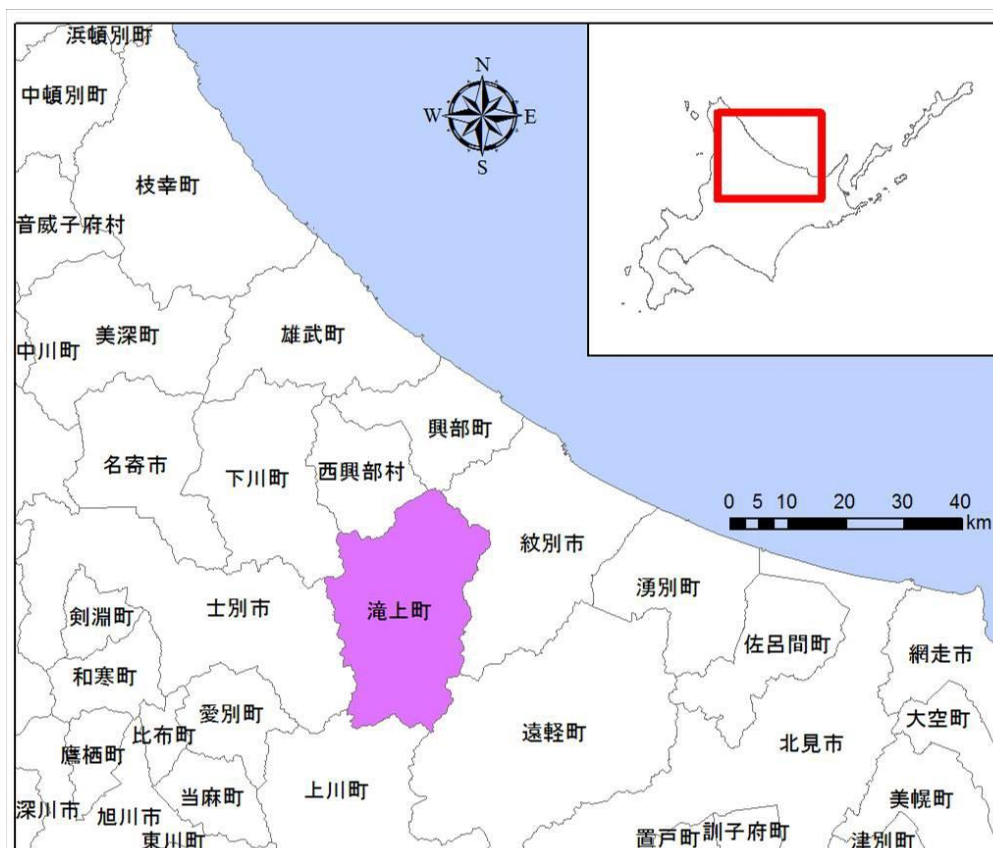 浜頓別町
中頓別町
N
W
E
S
枝幸町
音威子府村
美深町
雄武町
中川町
興部町
名寄市
下川町
西興部村
0 5 10 20 30 40
km
紋別市
湧別町
滝上町
士別市
剣淵町
佐呂間町
網走市
和寒町
愛別町
大空町
比布町
遠軽町
北見市
鷹栖町
当麻町
上川町
美幌町
深川市
旭川市
東川町
置戸町
訓子府町
津別町